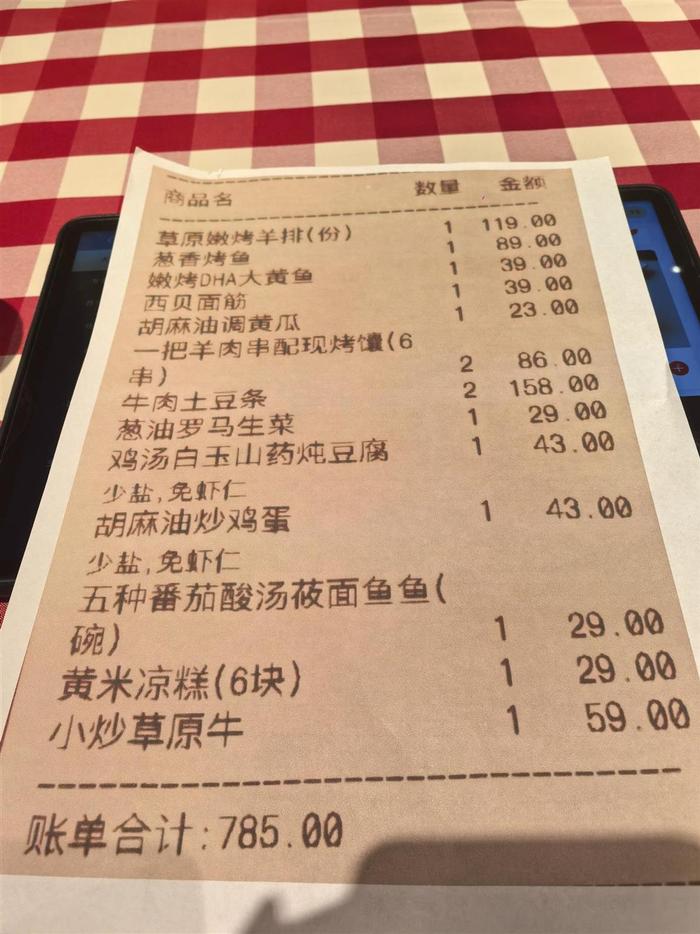 商品名 数量 金额
草原嫩烤羊排(份) 1 119.00
葱香烤鱼 1 89.00
嫩烤DHA大黄鱼 1 39.00
西贝面筋 1 39.00
胡麻油调黄瓜 1 23.00
一把羊肉串配现烤馕(6
串) 2 86.00
牛肉土豆条 2 158.00
葱油罗马生菜 1 29.00
鸡汤白玉山药炖豆腐 1 43.00
少盐,免虾仁
胡麻油炒鸡蛋 1 43.00
少盐,免虾仁
五种番茄酸汤莜面鱼鱼(
碗) 1 29.00
黄米凉糕(6块) 1 29.00
小炒草原牛 1 59.00
账单合计:785.00